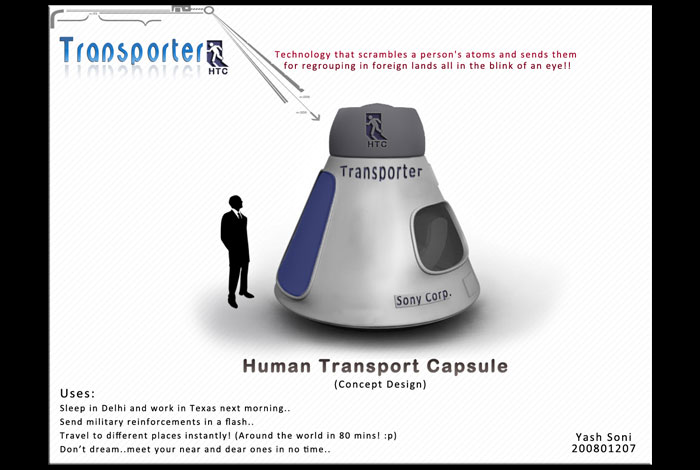 Transporter
HTC
Technology that scrambles a person's atoms and sends them
for regrouping in foreign lands all in the blink of an eye!!
HTC
Transporter
Sony Corp.
Human Transport Capsule
(Concept Design)
Uses:
Sleep in Delhi and work in Texas next morning..
Send military reinforcements in a flash..
Travel to different places instantly! (Around the world in 80 mins! :p)
Don't dream..meet your near and dear ones in no time..
Yash Soni
200801207